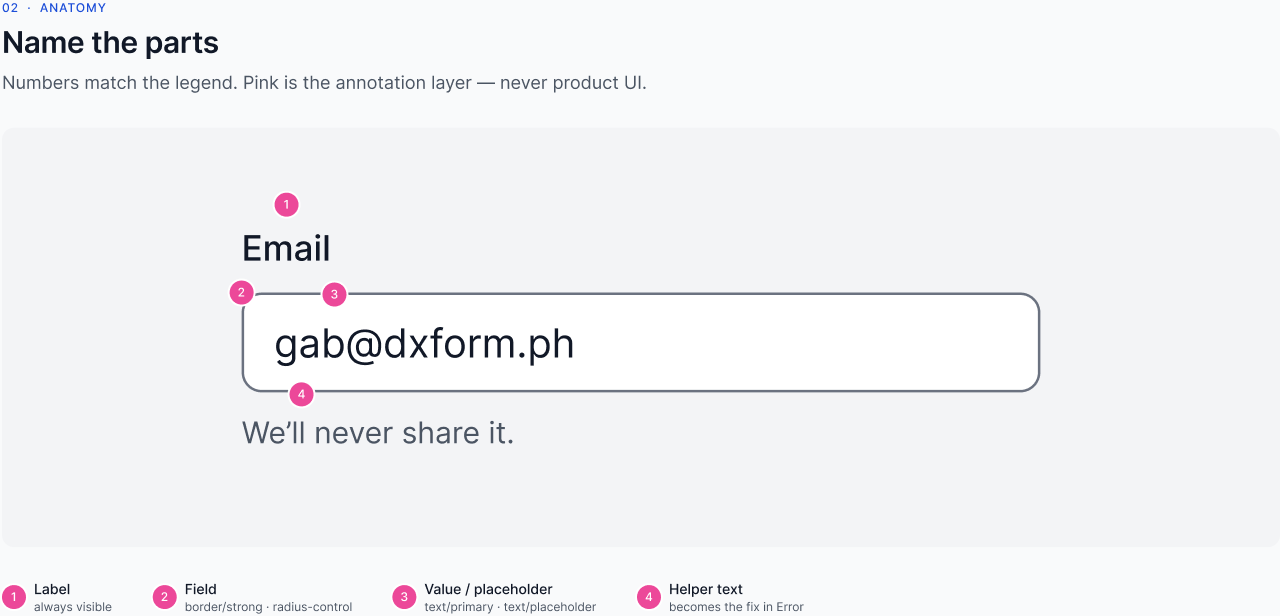 02 · ANATOMY
Name the parts
Numbers match the legend. Pink is the annotation layer — never product UI.
1
Email
2
3
gab@dxform.ph
4
We’ll never share it.
1 Label
always visible
2 Field
border/strong · radius-control
3 Value / placeholder
text/primary · text/placeholder
4 Helper text
becomes the fix in Error